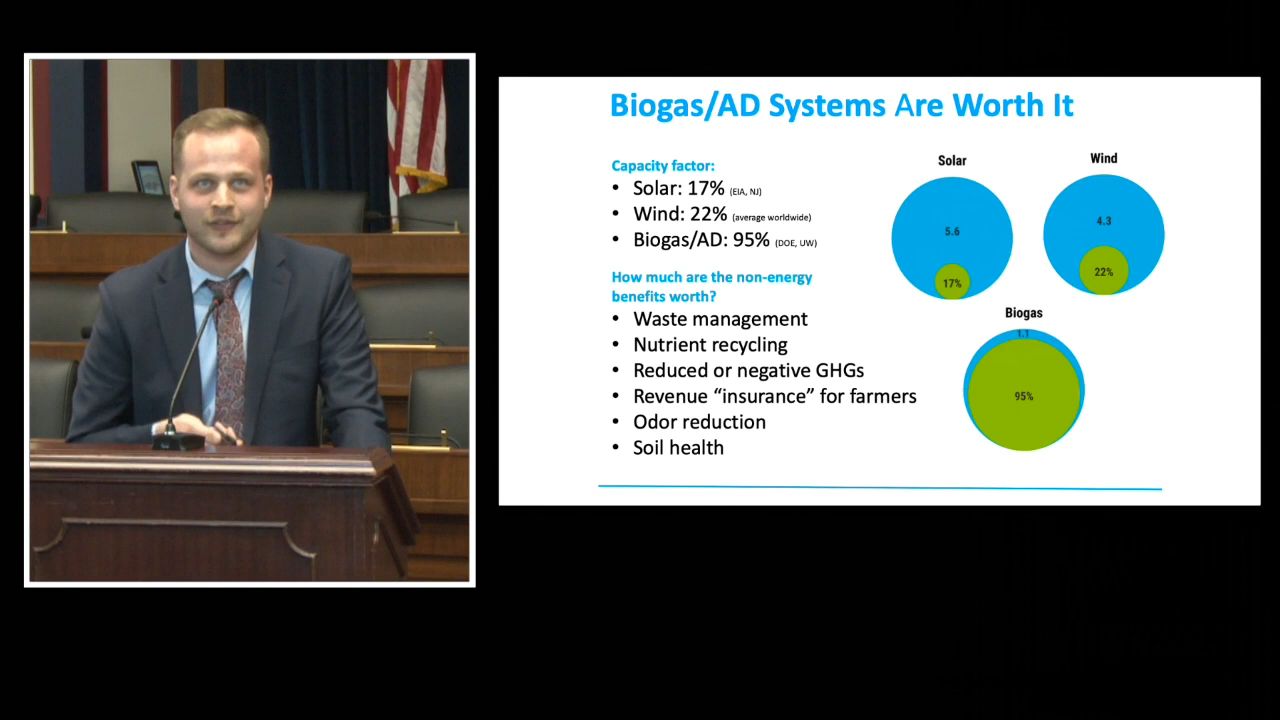 Biogas/AD Systems Are Worth It
Capacity factor:
• Solar: 17% (EIA, NJ)
• Wind: 22% (average worldwide)
• Biogas/AD: 95% (DOE, UW)
How much are the non-energy
benefits worth?
• Waste management
• Nutrient recycling
• Reduced or negative GHGs
• Revenue “insurance” for farmers
• Odor reduction
• Soil health
Solar
5.6
17%
Wind
4.3
22%
Biogas
1.1
95%